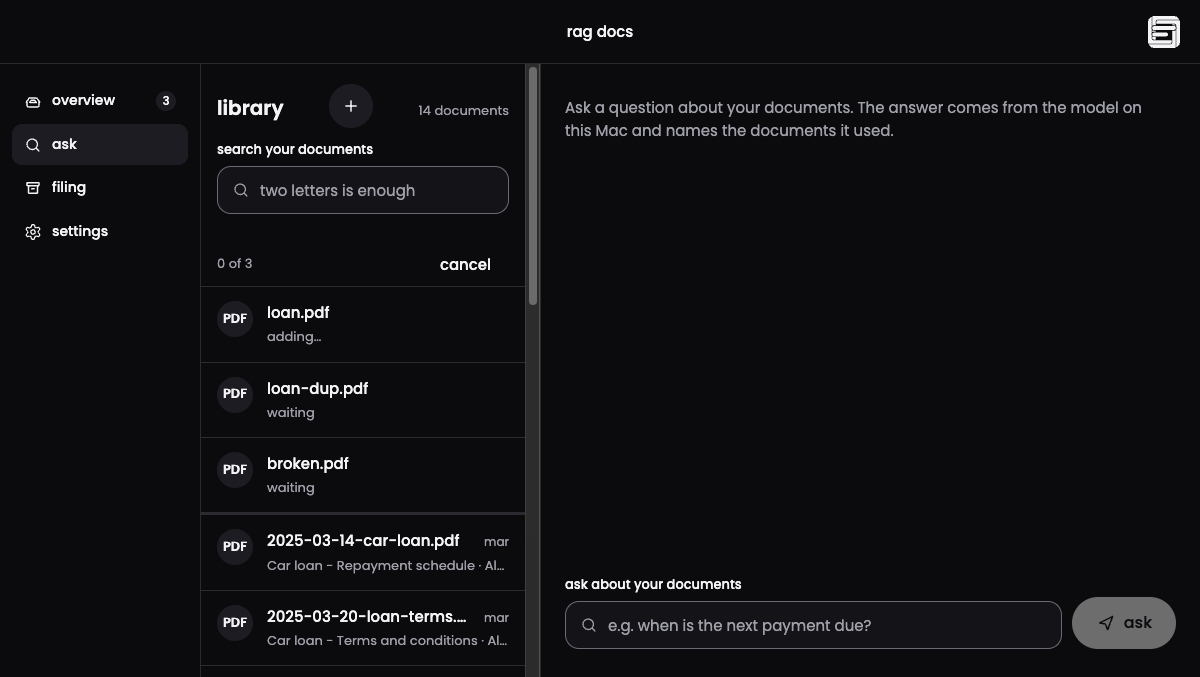 rag docs
overview 3
ask
filing
settings
library
+
14 documents
search your documents
two letters is enough
0 of 3
cancel
PDF
loan.pdf
adding…
PDF
loan-dup.pdf
waiting
PDF
broken.pdf
waiting
PDF
2025-03-14-car-loan.pdf mar
Car loan - Repayment schedule · Al…
PDF
2025-03-20-loan-terms.… mar
Car loan - Terms and conditions · Al…
Ask a question about your documents. The answer comes from the model on
this Mac and names the documents it used.
ask about your documents
e.g. when is the next payment due?
ask